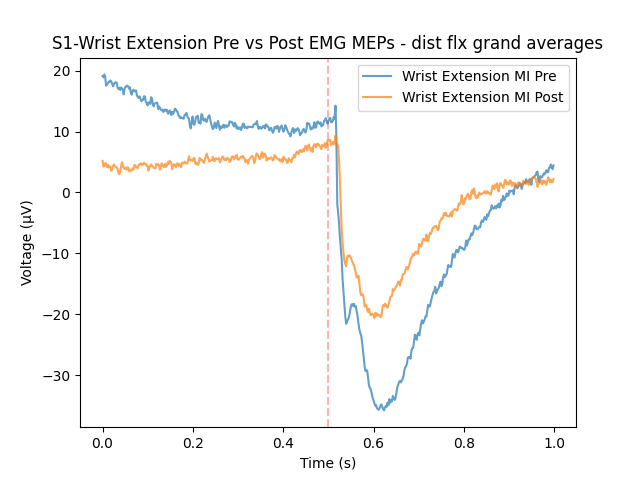 S1-Wrist Extension Pre vs Post EMG MEPs - dist flx grand averages
Wrist Extension MI Pre
Wrist Extension MI Post
Voltage (µV)
20
10
0
−10
−20
−30
0.0 0.2 0.4 0.6 0.8 1.0
Time (s)